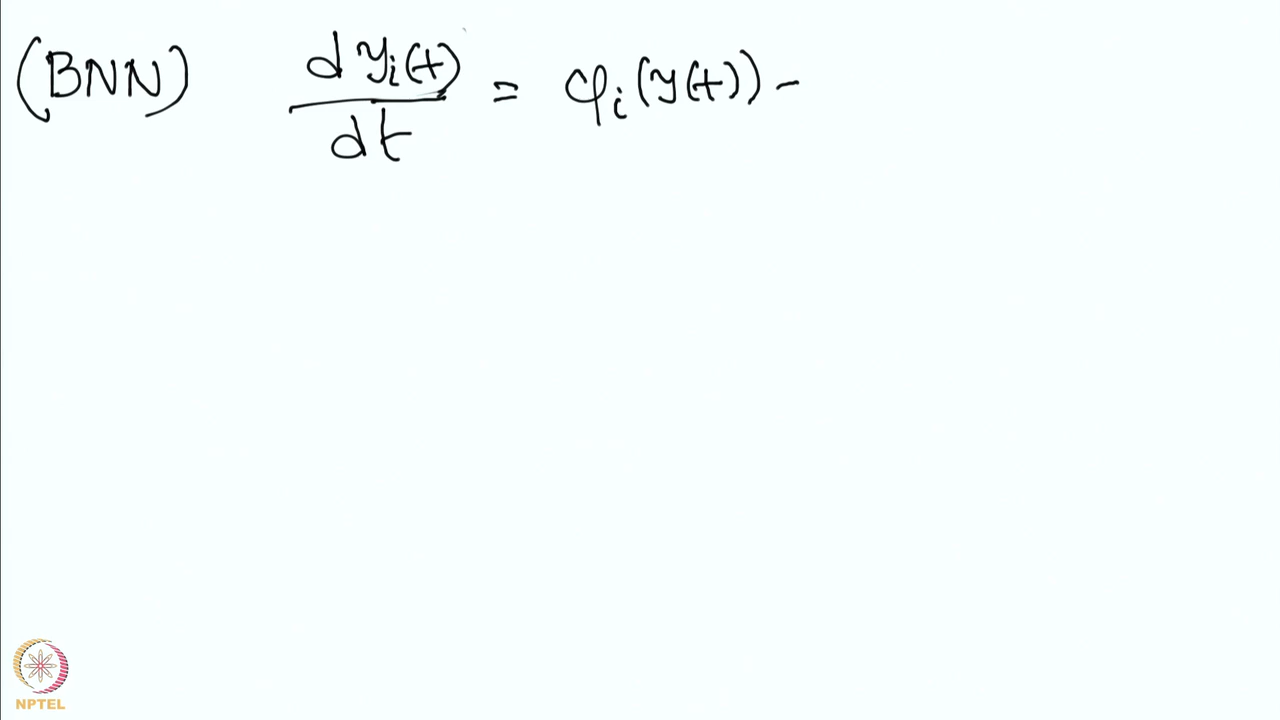 (BNN) dy_i(t)/dt = φ_i(y(t)) -
NPTEL